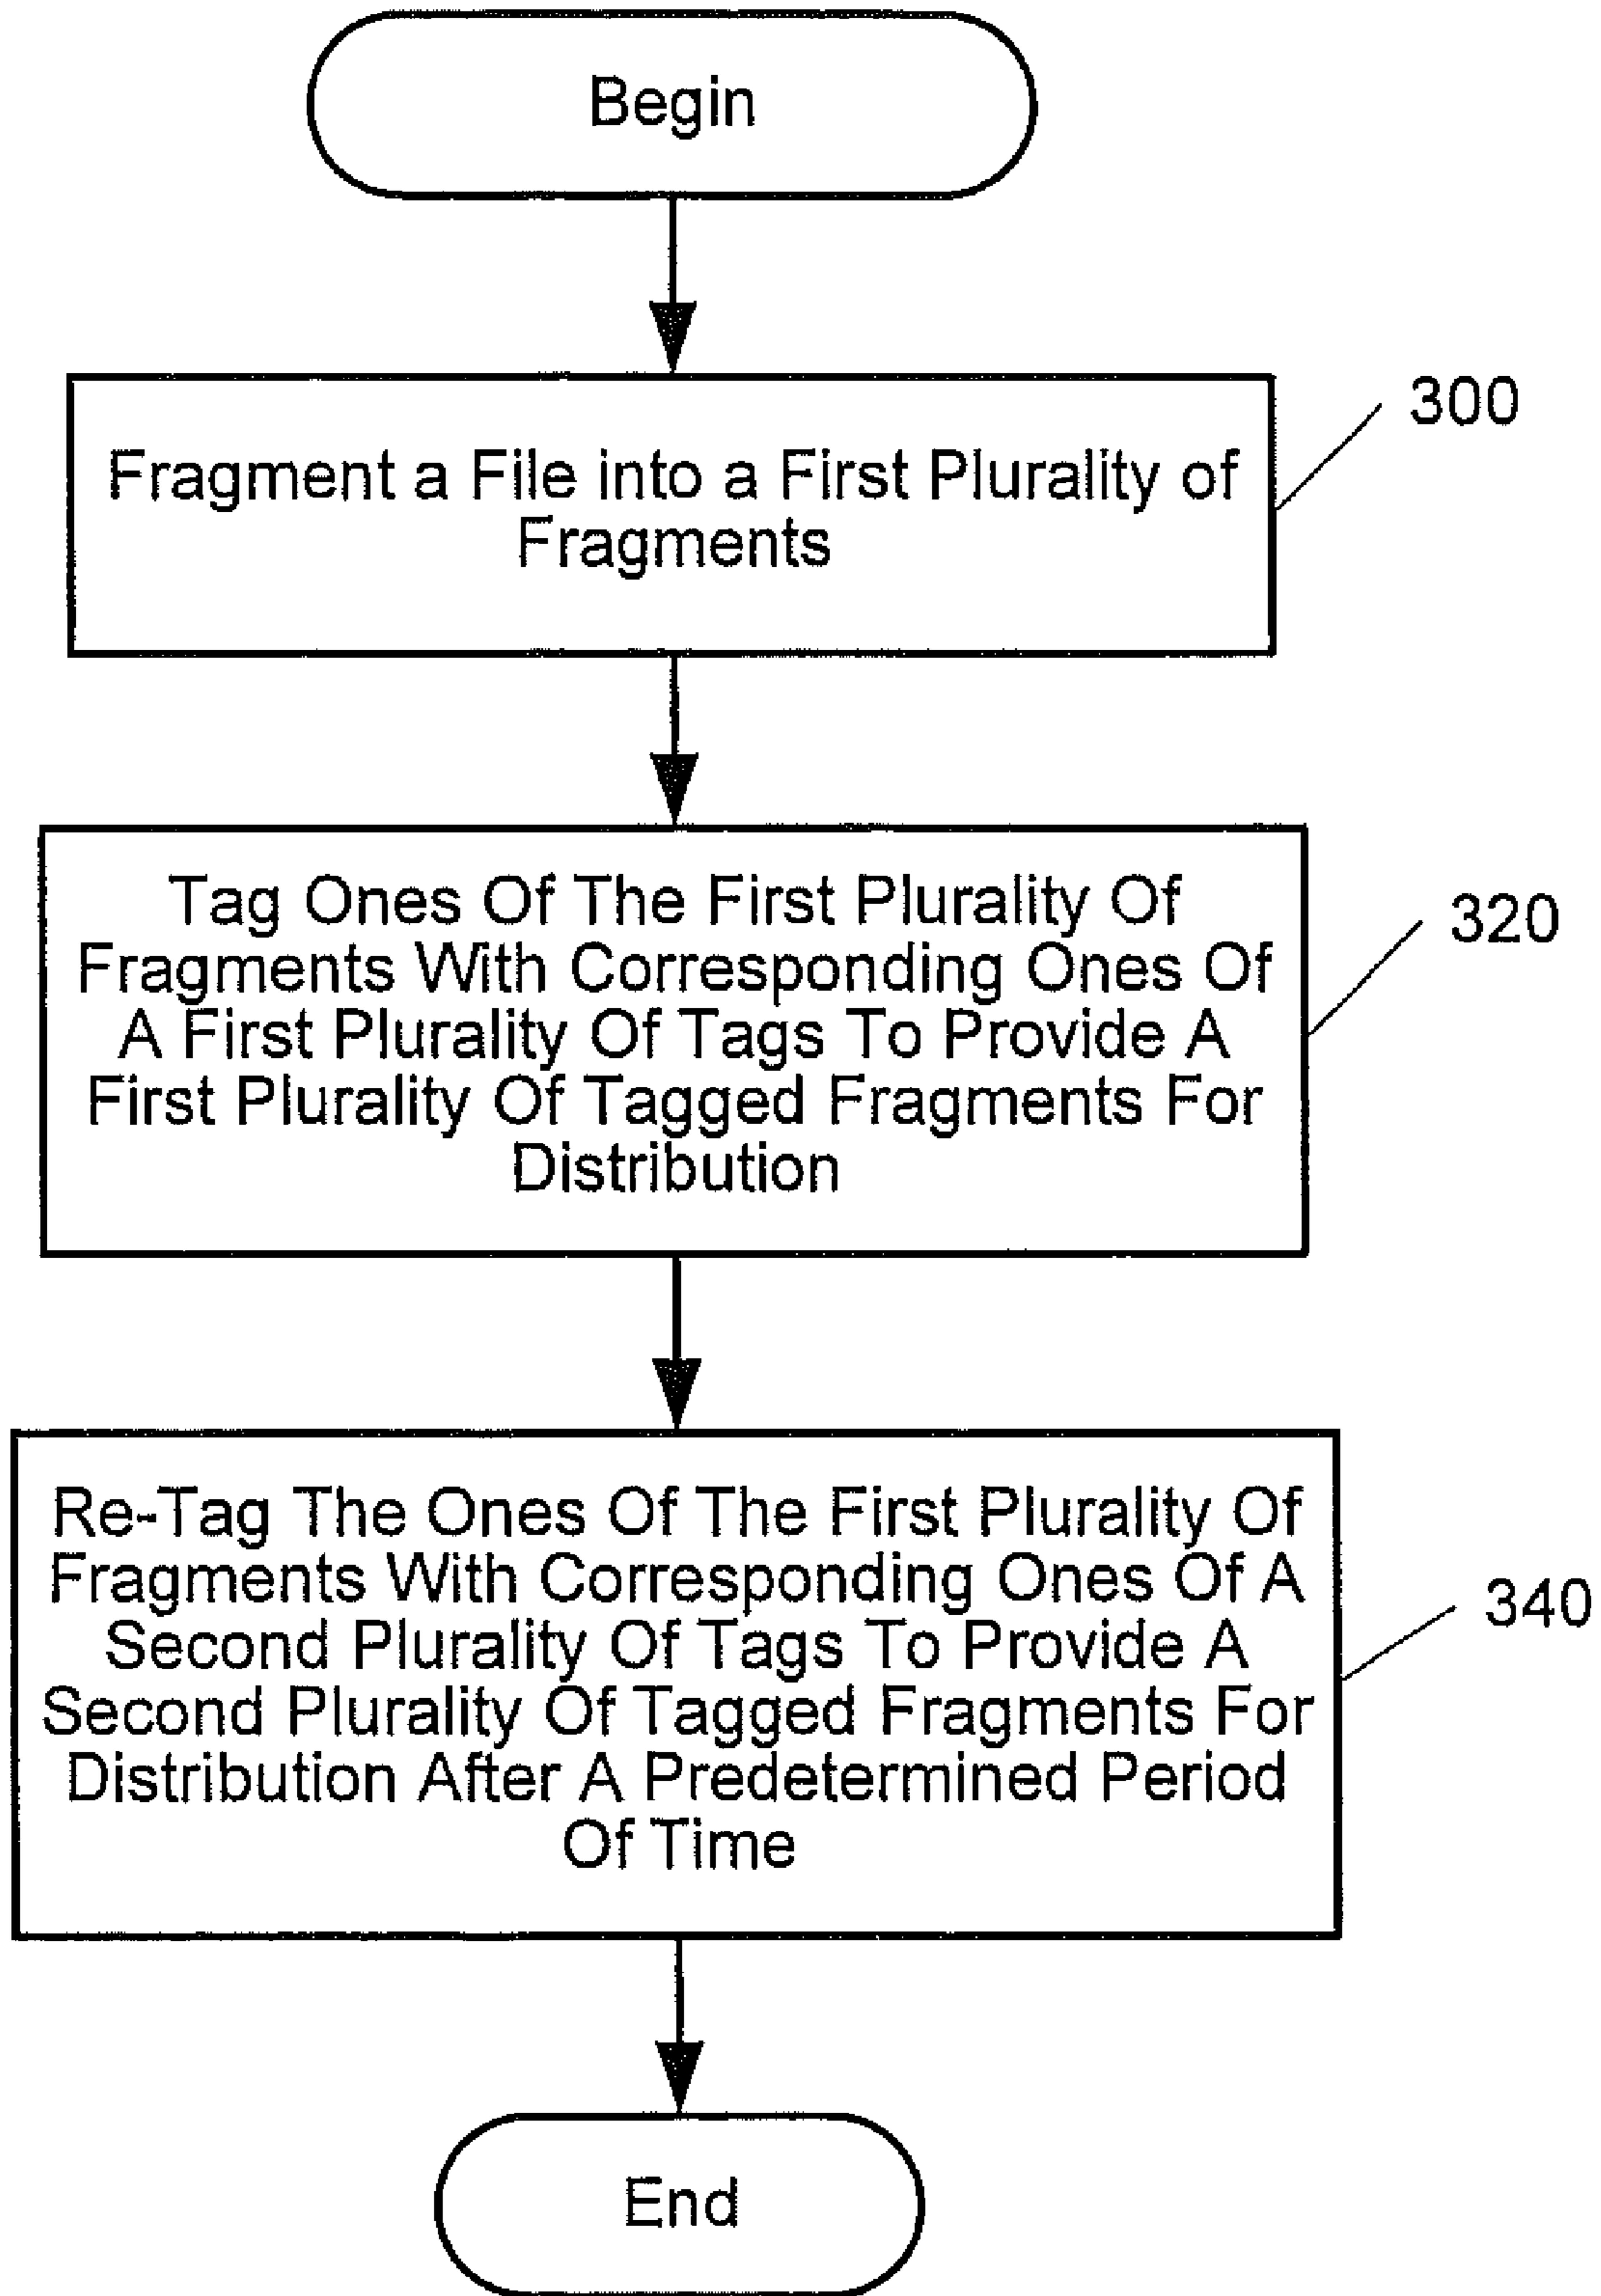 Begin
Fragment a File into a First Plurality of
Fragments
300
Tag Ones Of The First Plurality Of
Fragments With Corresponding Ones Of
A First Plurality Of Tags To Provide A
First Plurality Of Tagged Fragments For
Distribution
320
Re-Tag The Ones Of The First Plurality Of
Fragments With Corresponding Ones Of A
Second Plurality Of Tags To Provide A
Second Plurality Of Tagged Fragments For
Distribution After A Predetermined Period
Of Time
340
End